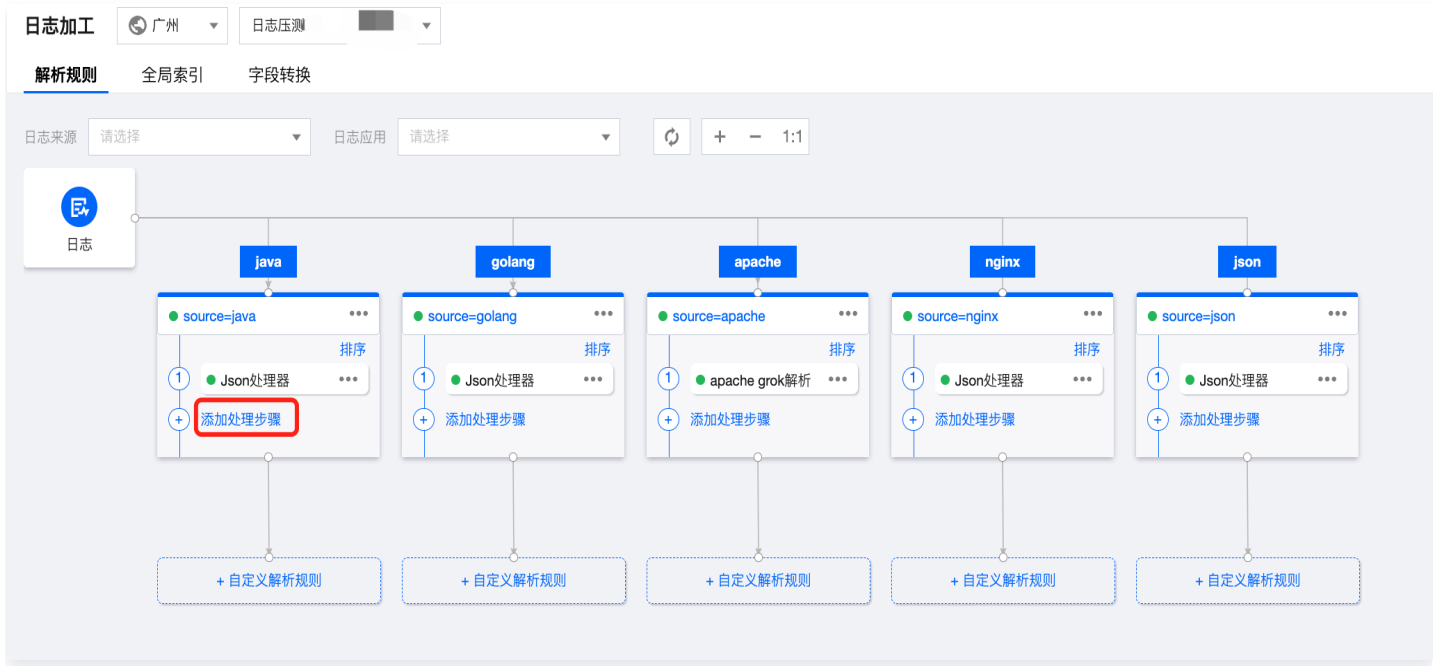 日志加工 广州 日志压测
解析规则 全局索引 字段转换
日志来源 请选择 日志应用 请选择 + − 1:1
日志
java golang apache nginx json
source=java ••• source=golang ••• source=apache ••• source=nginx ••• source=json •••
排序 排序 排序 排序 排序
1 Json处理器 ••• 1 Json处理器 ••• 1 apache grok解析 ••• 1 Json处理器 ••• 1 Json处理器 •••
+ 添加处理步骤 + 添加处理步骤 + 添加处理步骤 + 添加处理步骤 + 添加处理步骤
+ 自定义解析规则 + 自定义解析规则 + 自定义解析规则 + 自定义解析规则 + 自定义解析规则